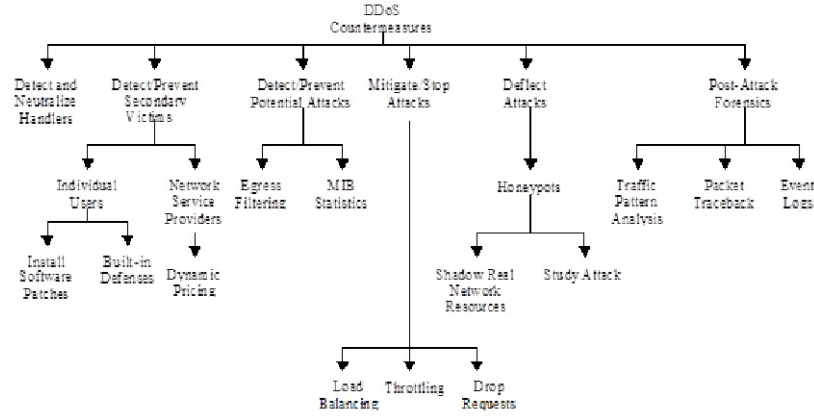 DDoS
Countermeasures
Detect and
Neutralize
Handlers
Detect/Prevent
Secondary
Victims
Detect/Prevent
Potential Attacks
Mitigate/Stop
Attacks
Deflect
Attacks
Post-Attack
Forensics
Individual
Users
Network
Service
Providers
Egress
Filtering
MIB
Statistics
Honeypots
Traffic
Pattern
Analysis
Packet
Traceback
Event
Logs
Install
Software
Patches
Built-in
Defenses
Dynamic
Pricing
Shadow Real
Network
Resources
Study Attack
Load
Balancing
Throttling
Drop
Requests